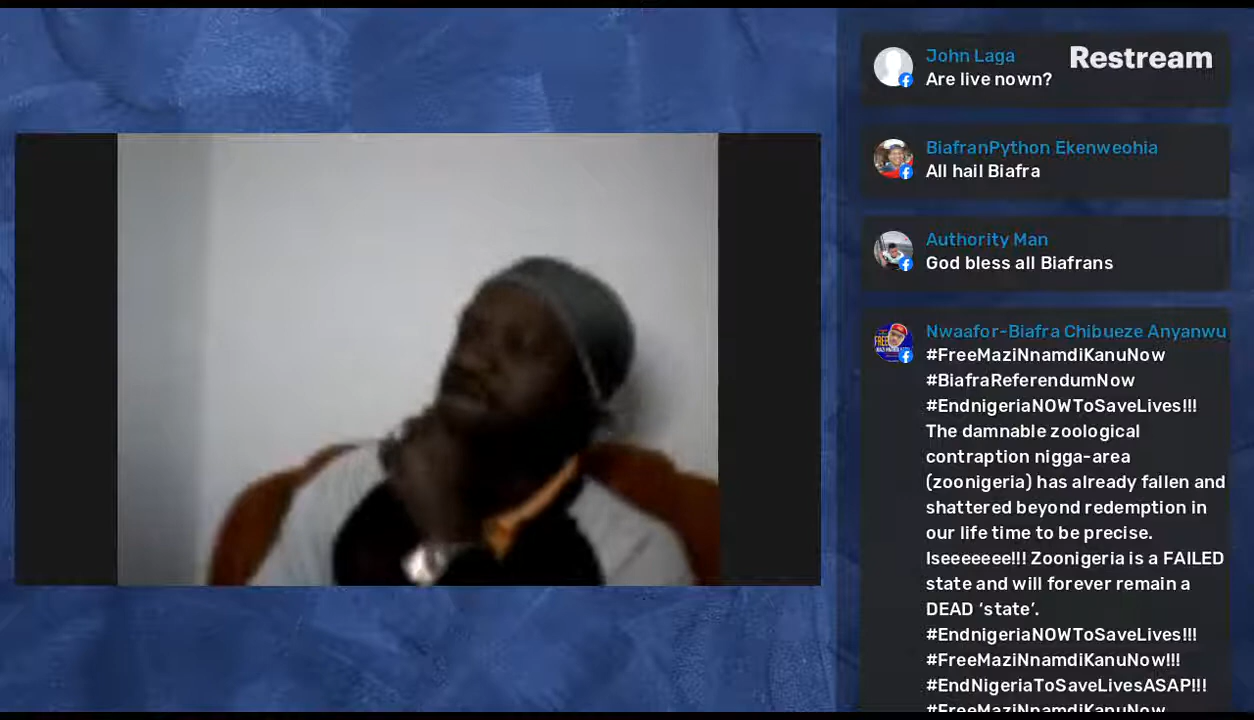 John Laga
Restream
Are live nown?
BiafranPython Ekenweohia
All hail Biafra
Authority Man
God bless all Biafrans
Nwaafor-Biafra Chibueze Anyanwu
#FreeMaziNnamdiKanuNow
#BiafraReferendumNow
#EndnigeriaNOWToSaveLives!!!
The damnable zoological
contraption nigga-area
(zoonigeria) has already fallen and
shattered beyond redemption in
our life time to be precise.
Iseeeeee!!! Zoonigeria is a FAILED
state and will forever remain a
DEAD ‘state’.
#EndnigeriaNOWToSaveLives!!!
#FreeMaziNnamdiKanuNow!!!
#EndNigeriaToSaveLivesASAP!!!
#FreeMaziNnamdiKanuNow